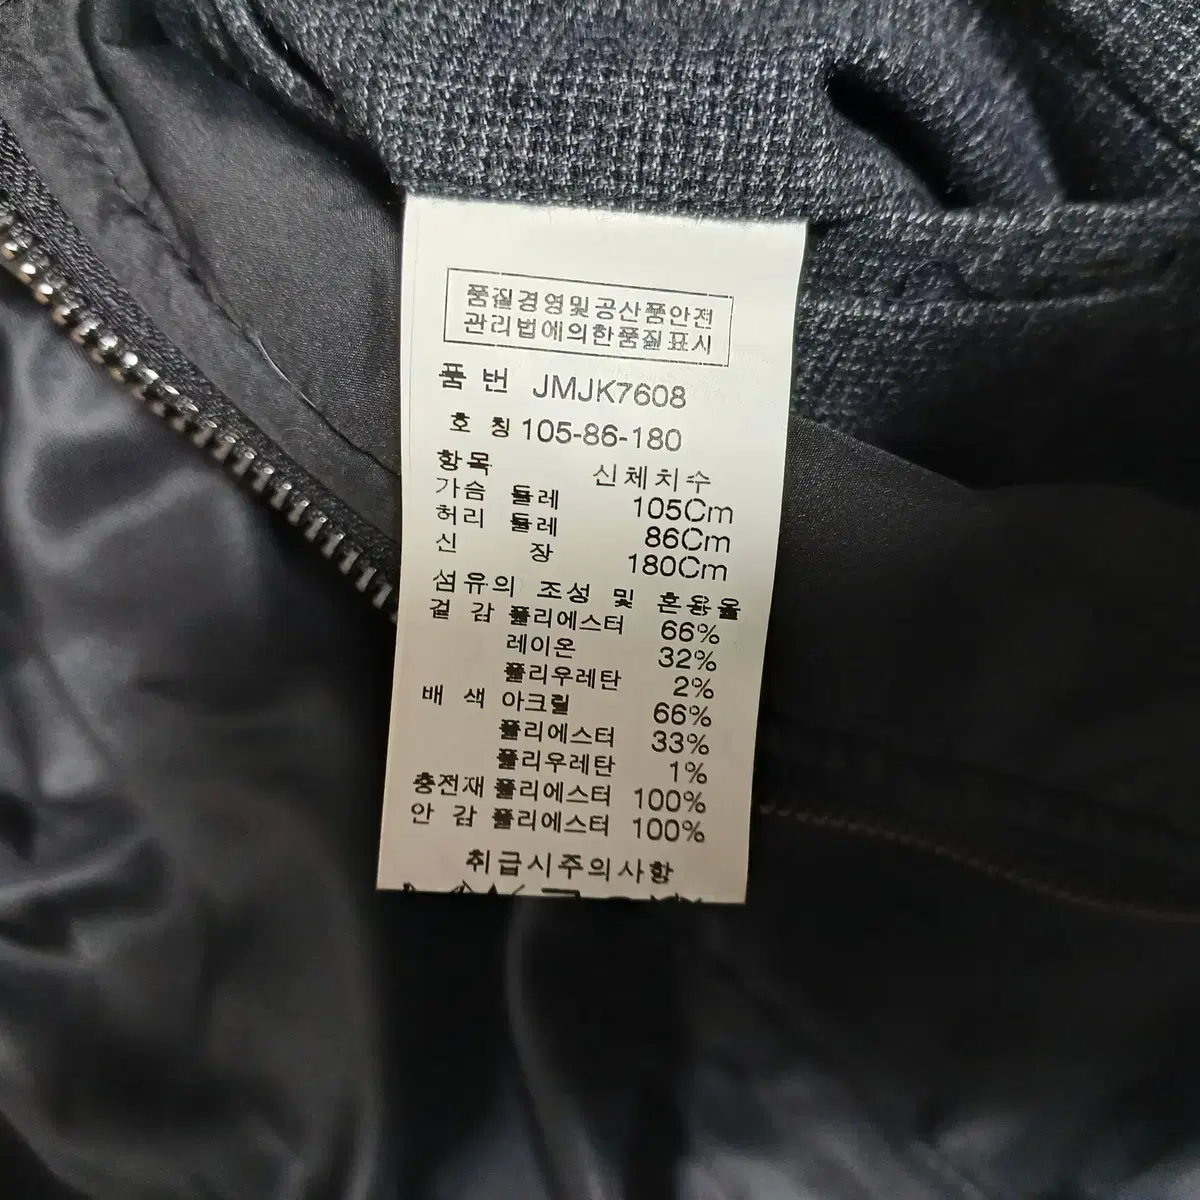 품질경영및공산품안전
관리법에의한품질표시
품 번 JMJK7608
호 칭 105-86-180
항목 신체치수
가슴 둘레 105Cm
허리 둘레 86Cm
신 장 180Cm
섬유의 조성 및 혼용율
겉 감 폴리에스터 66%
레이온 32%
폴리우레탄 2%
배 색 아크릴 66%
폴리에스터 33%
폴리우레탄 1%
충전재 폴리에스터 100%
안 감 폴리에스터 100%
취급시주의사항